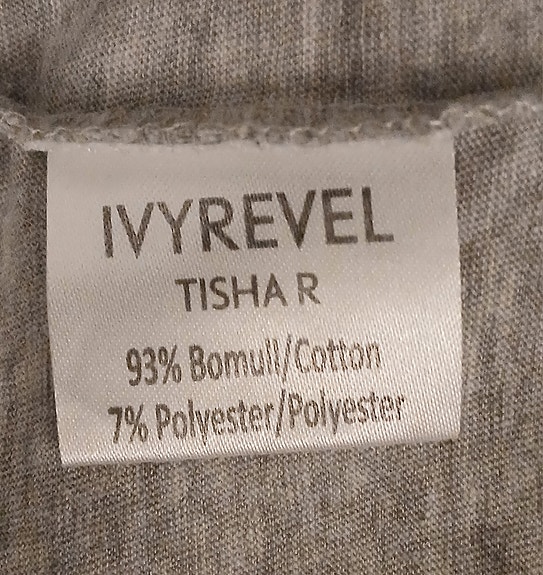 IVYREVEL
TISHA R
93% Bomull/Cotton
7% Polyester/Polyester